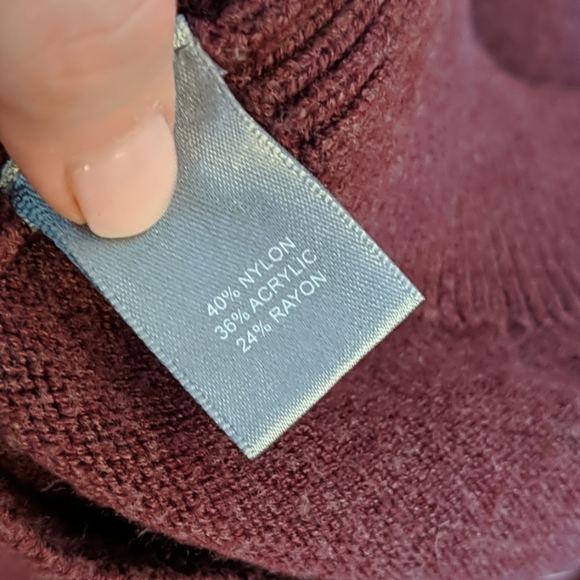 40% NYLON
36% ACRYLIC
24% RAYON